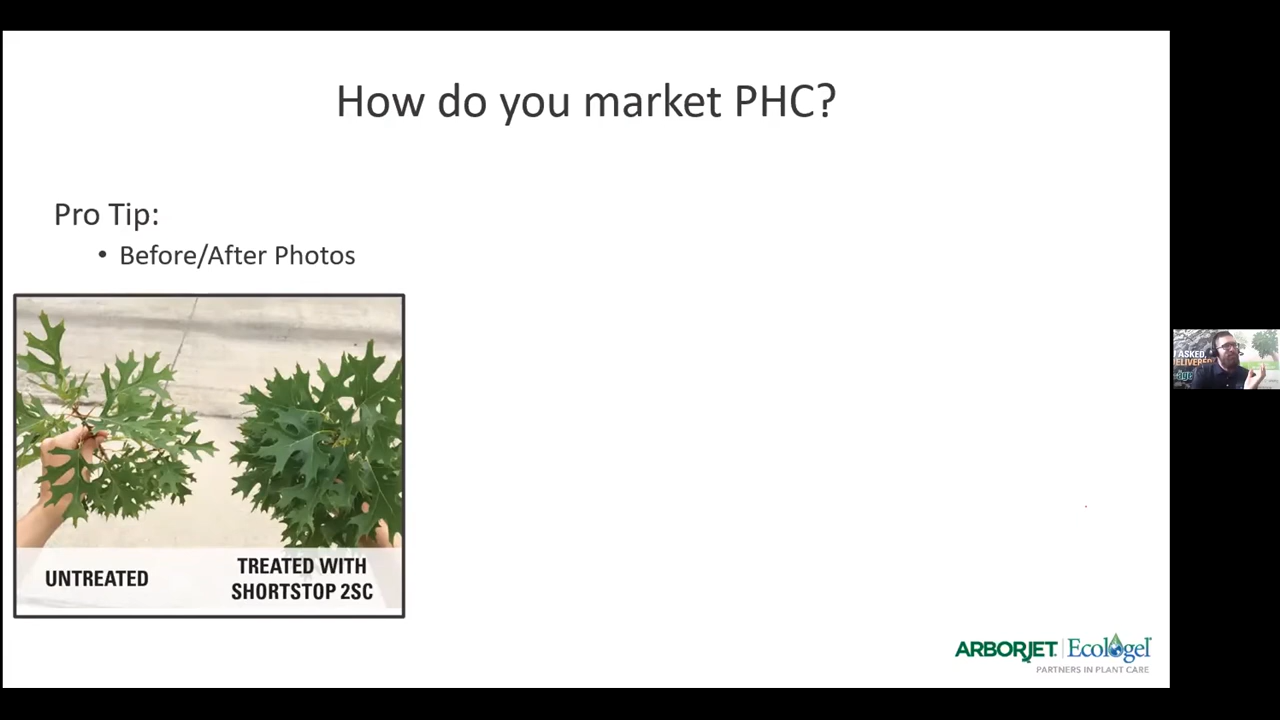 How do you market PHC?
Pro Tip:
• Before/After Photos
UNTREATED
TREATED WITH
SHORTSTOP 2SC
ASKED,
ARBORJET Ecologel
PARTNERS IN PLANT CARE